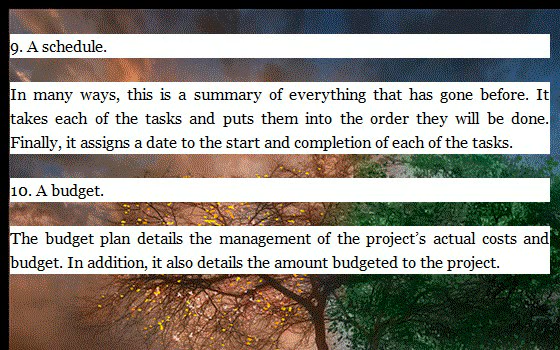 9. A schedule.
In many ways, this is a summary of everything that has gone before. It
takes each of the tasks and puts them into the order they will be done.
Finally, it assigns a date to the start and completion of each of the tasks.
10. A budget.
The budget plan details the management of the project’s actual costs and
budget. In addition, it also details the amount budgeted to the project.